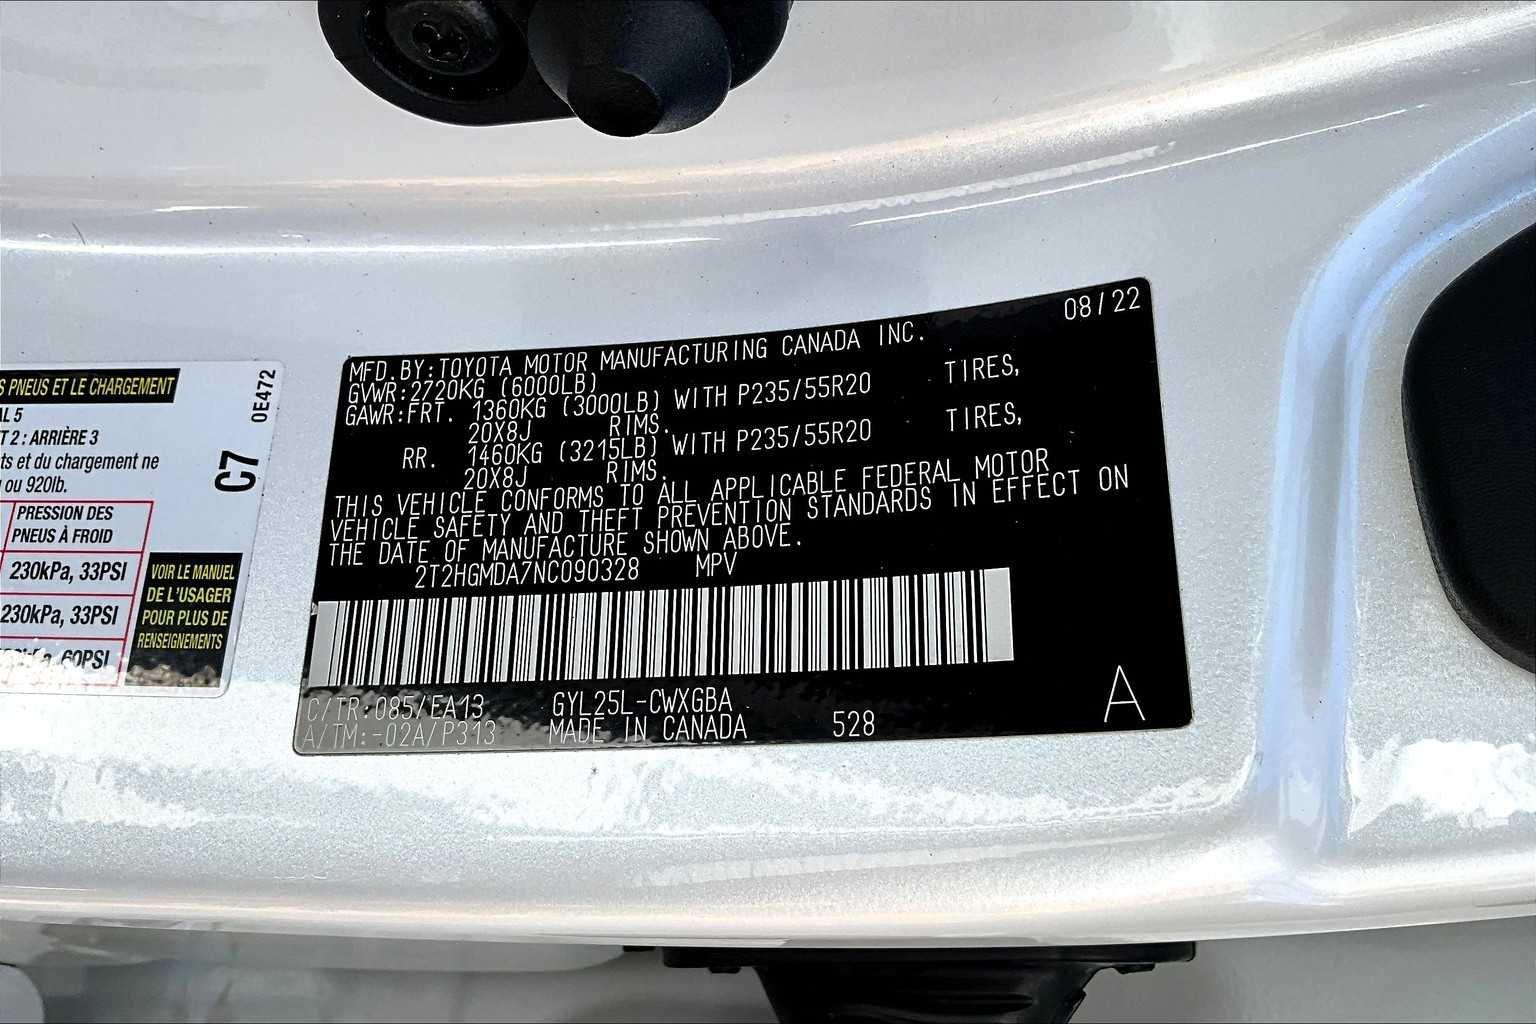 S PNEUS ET LE CHARGEMENT
AL 5
T 2 : ARRIÈRE 3
ts et du chargement ne
ou 920lb.
PRESSION DES
PNEUS À FROID
230kPa, 33PSI
230kPa, 33PSI
60PSI
VOIR LE MANUEL
DE L'USAGER
POUR PLUS DE
RENSEIGNEMENTS
C7
0E472
08/22
MFD.BY:TOYOTA MOTOR MANUFACTURING CANADA INC.
GVWR:2720KG (6000LB)
GAWR:FRT. 1360KG (3000LB) WITH P235/55R20 TIRES,
20X8J RIMS.
RR. 1460KG (3215LB) WITH P235/55R20 TIRES,
20X8J RIMS.
THIS VEHICLE CONFORMS TO ALL APPLICABLE FEDERAL MOTOR
VEHICLE SAFETY AND THEFT PREVENTION STANDARDS IN EFFECT ON
THE DATE OF MANUFACTURE SHOWN ABOVE.
2T2HGMDA7NC090328 MPV
C/TR:085/EA13 GYL25L-CWXGBA
A/TM:-02A/P313 MADE IN CANADA 528
A